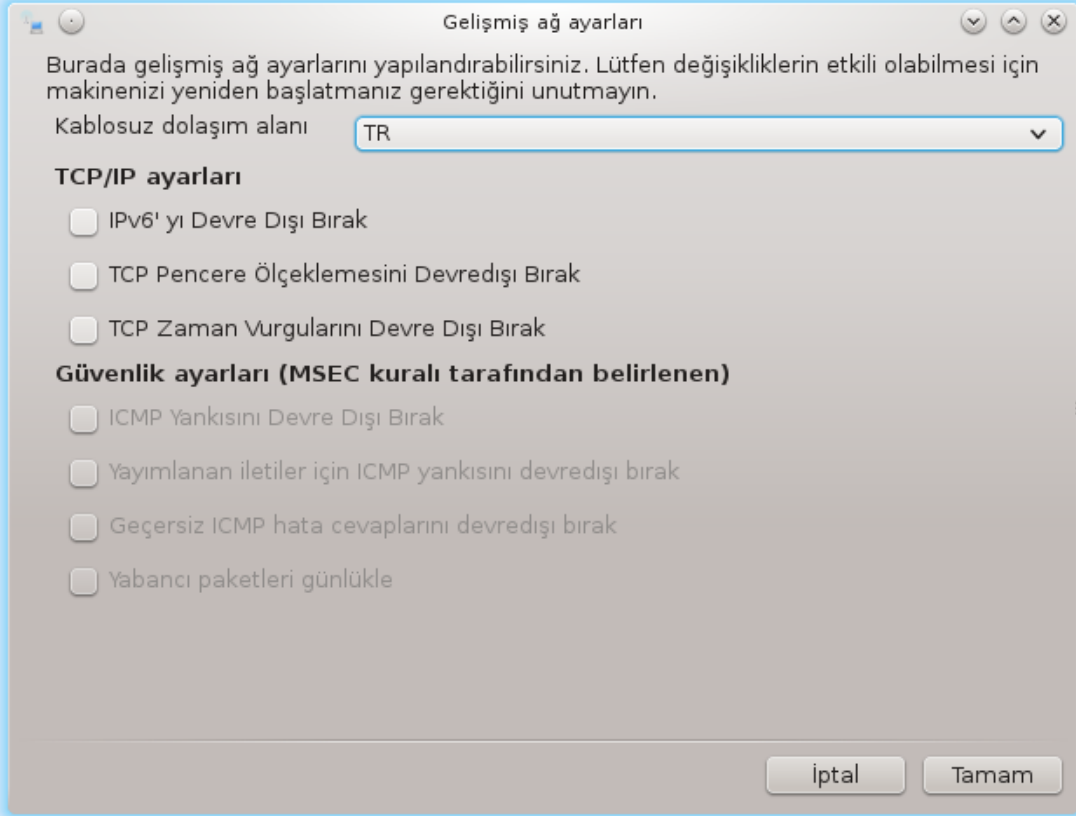 Gelişmiş ağ ayarları
Burada gelişmiş ağ ayarlarını yapılandırabilirsiniz. Lütfen değişikliklerin etkili olabilmesi için
makinenizi yeniden başlatmanız gerektiğini unutmayın.
Kablosuz dolaşım alanı TR
TCP/IP ayarları
IPv6' yı Devre Dışı Bırak
TCP Pencere Ölçeklemesini Devredışı Bırak
TCP Zaman Vurgularını Devre Dışı Bırak
Güvenlik ayarları (MSEC kuralı tarafından belirlenen)
ICMP Yankısını Devre Dışı Bırak
Yayımlanan iletiler için ICMP yankısını devredışı bırak
Geçersiz ICMP hata cevaplarını devredışı bırak
Yabancı paketleri günlükle
İptal Tamam